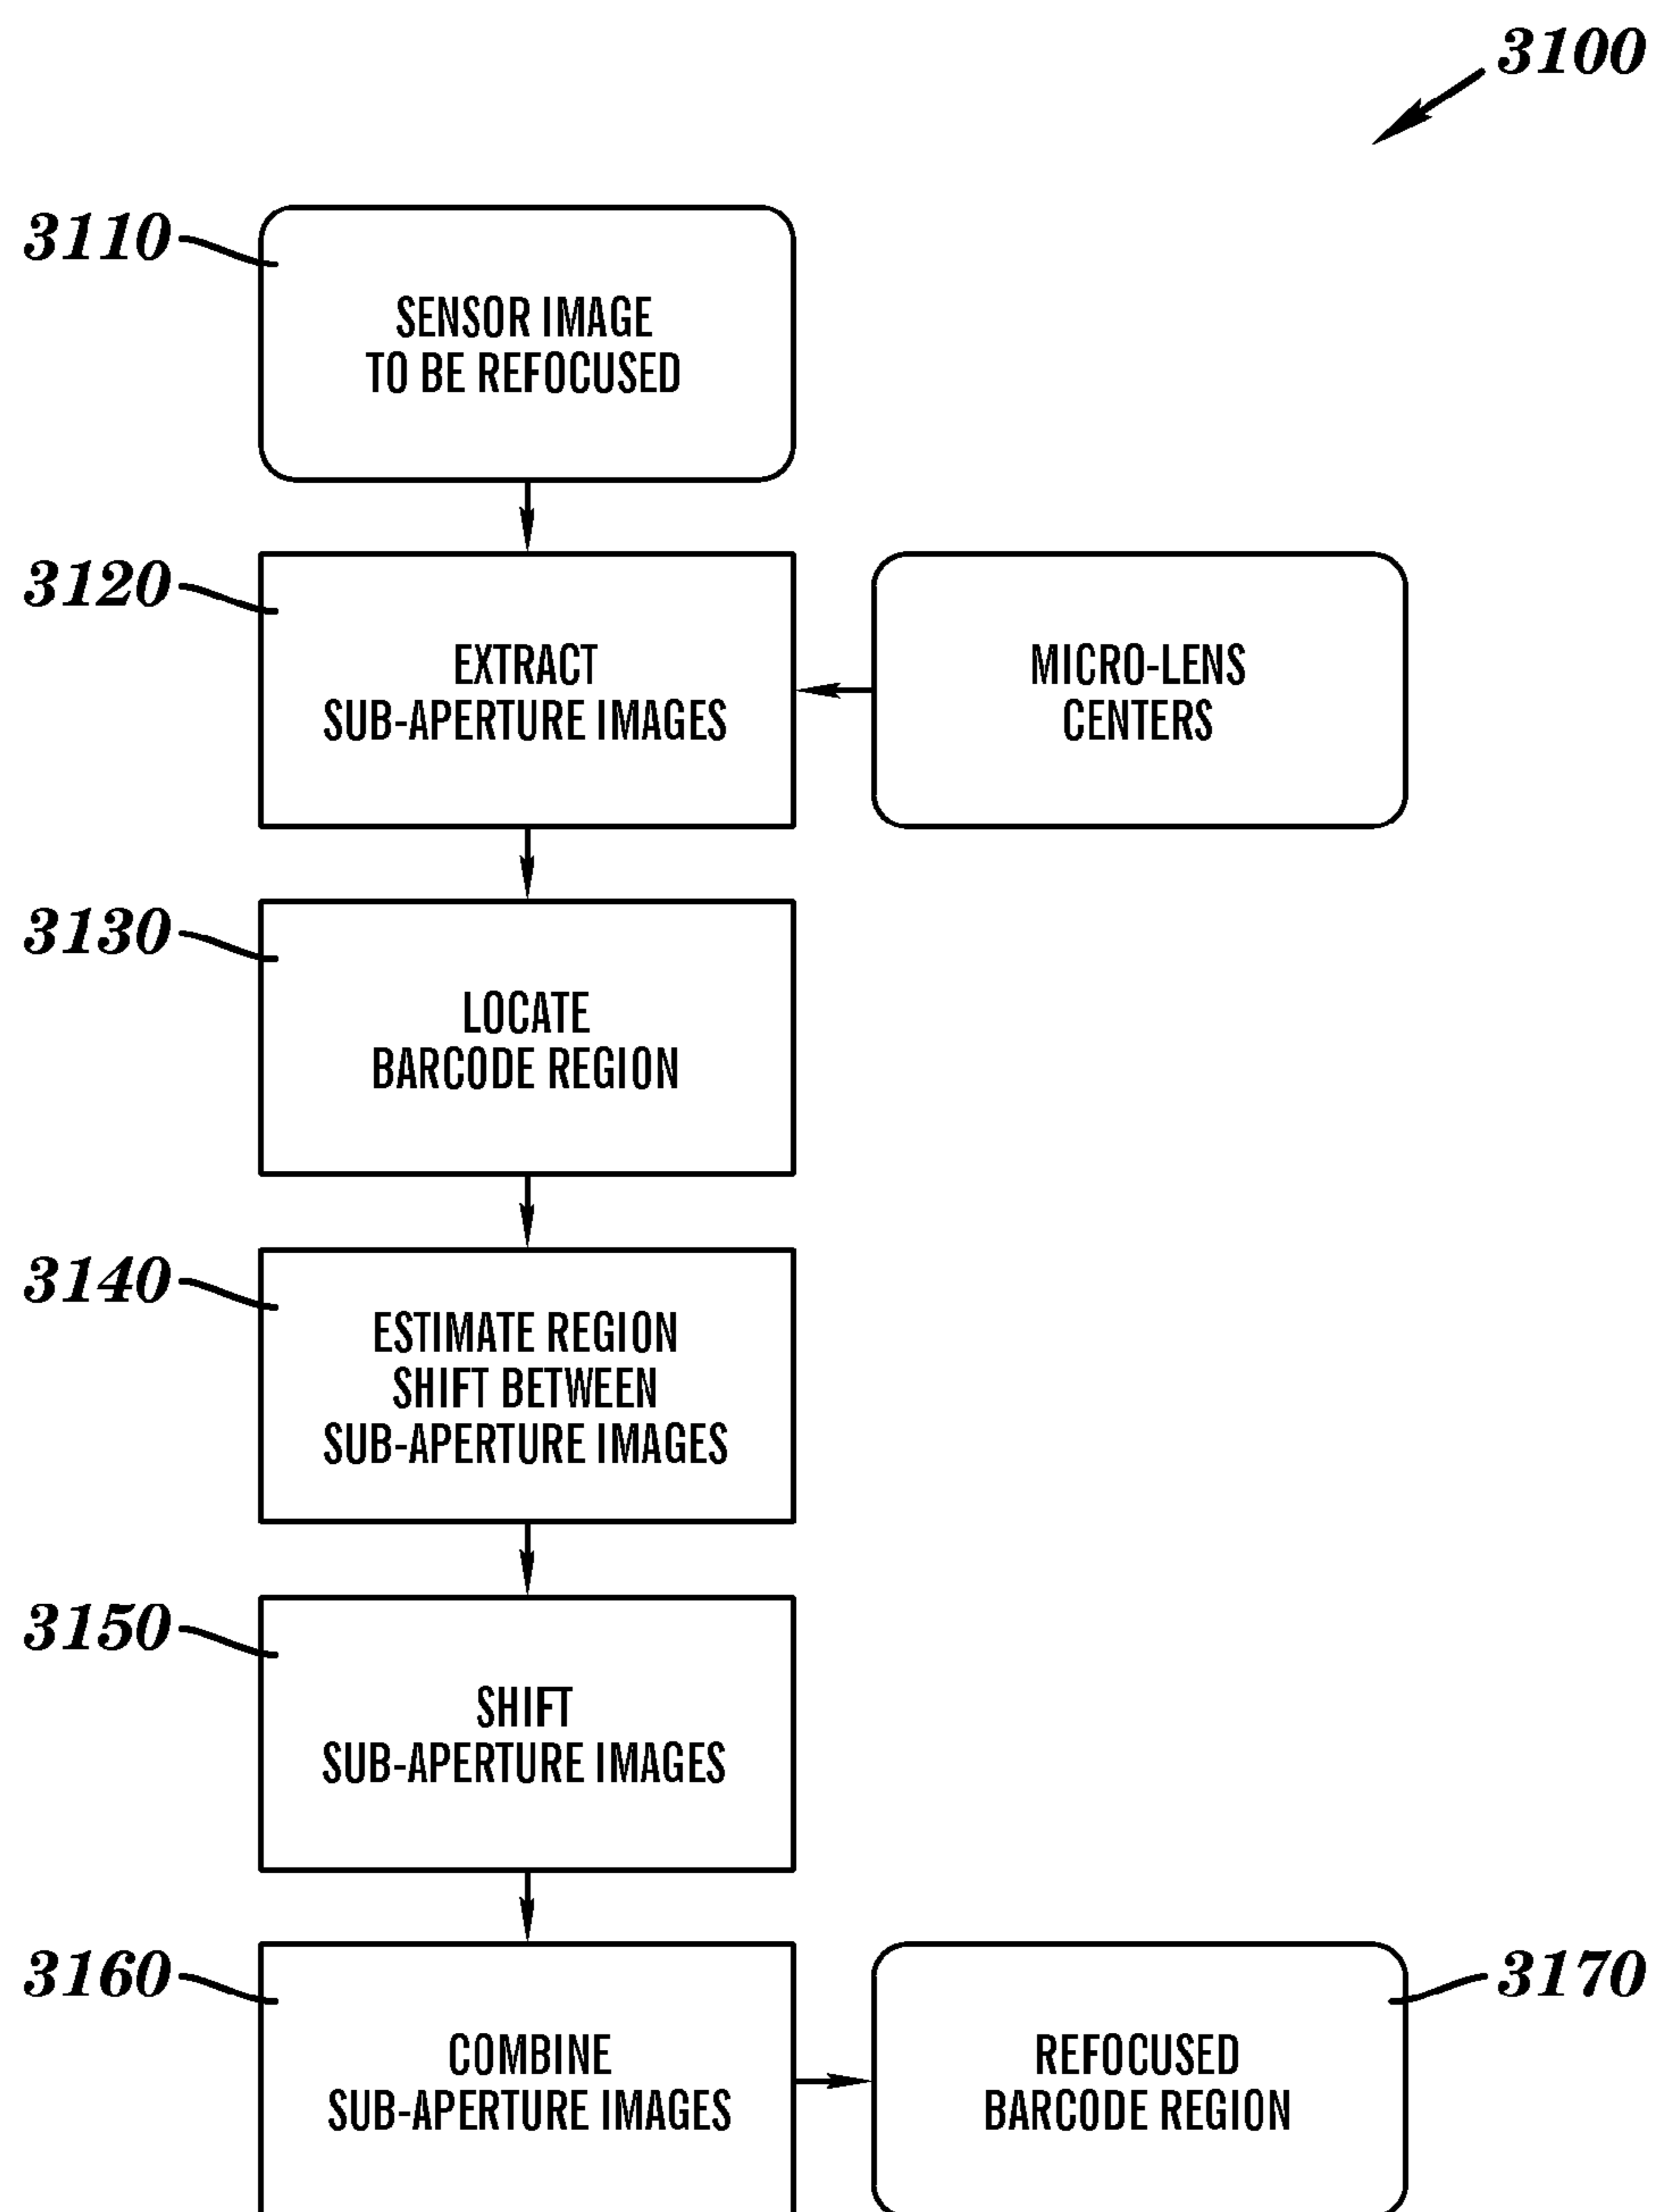 3100
3110
SENSOR IMAGE
TO BE REFOCUSED
3120
EXTRACT
SUB-APERTURE IMAGES
MICRO-LENS
CENTERS
3130
LOCATE
BARCODE REGION
3140
ESTIMATE REGION
SHIFT BETWEEN
SUB-APERTURE IMAGES
3150
SHIFT
SUB-APERTURE IMAGES
3160
COMBINE
SUB-APERTURE IMAGES
3170
REFOCUSED
BARCODE REGION